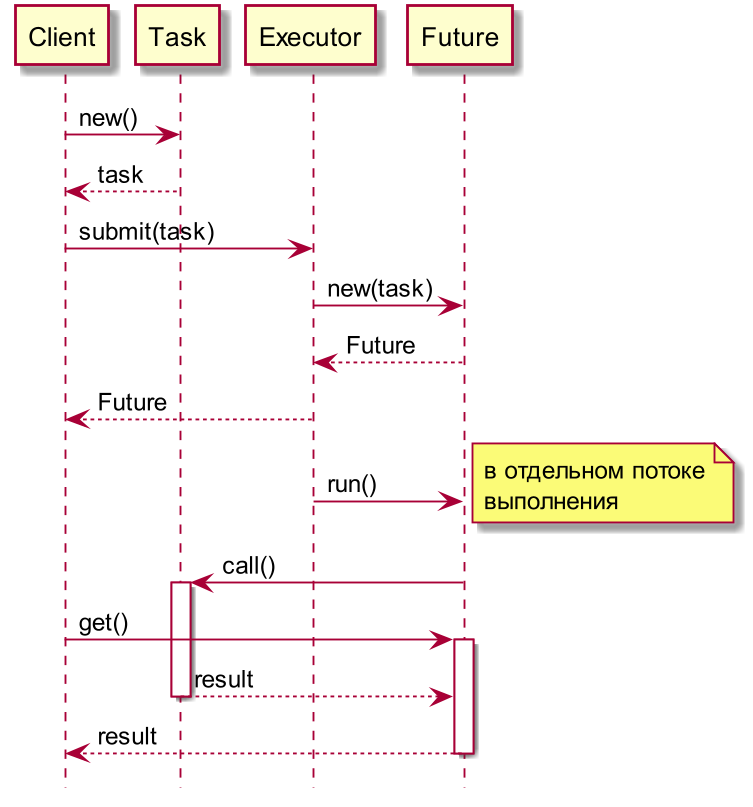 Client Task Executor Future
new()
task
submit(task)
new(task)
Future
Future
run()
в отдельном потоке
выполнения
call()
get()
result
result